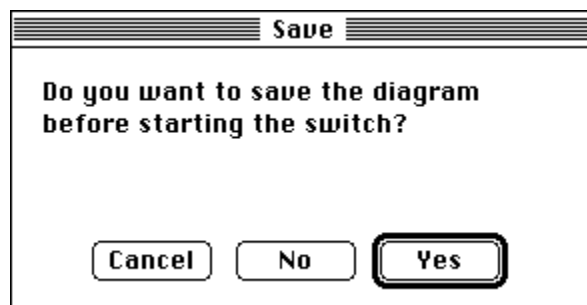 Save
Do you want to save the diagram
before starting the switch?
Cancel No Yes